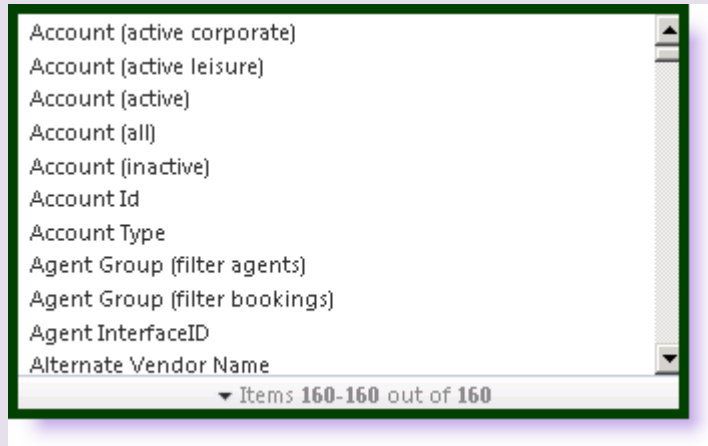 Account (active corporate)
Account (active leisure)
Account (active)
Account (all)
Account (inactive)
Account Id
Account Type
Agent Group (filter agents)
Agent Group (filter bookings)
Agent InterfaceID
Alternate Vendor Name
Items 160-160 out of 160